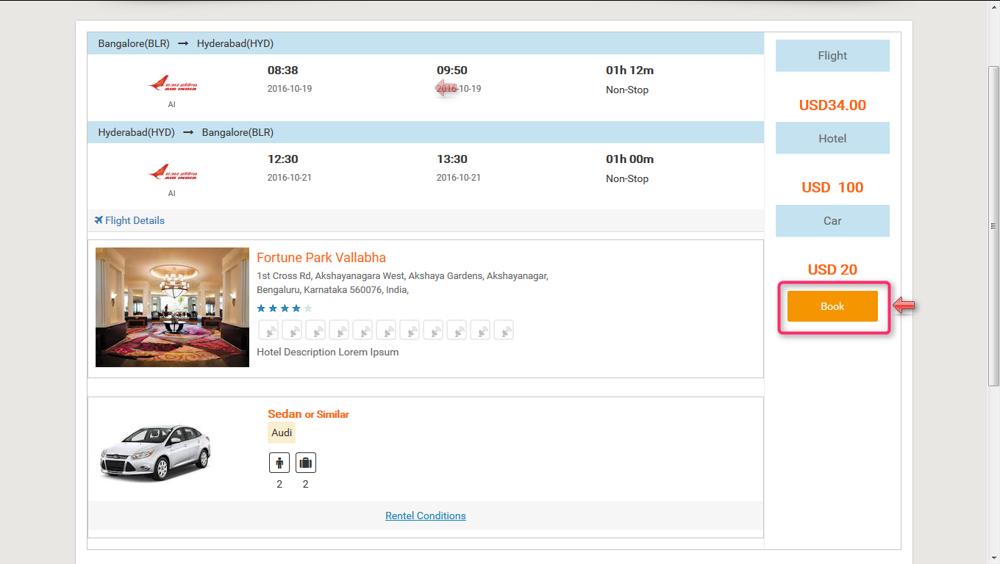 Bangalore(BLR) → Hyderabad(HYD)
08:38 09:50 01h 12m
2016-10-19 2016-10-19 Non-Stop
AIR INDIA
AI
Hyderabad(HYD) → Bangalore(BLR)
12:30 13:30 01h 00m
2016-10-21 2016-10-21 Non-Stop
AIR INDIA
AI
Flight Details
Fortune Park Vallabha
1st Cross Rd, Akshayanagara West, Akshaya Gardens, Akshayanagar,
Bengaluru, Karnataka 560076, India,
Hotel Description Lorem Ipsum
Sedan or Similar
Audi
2 2
Rentel Conditions
Flight
USD34.00
Hotel
USD 100
Car
USD 20
Book